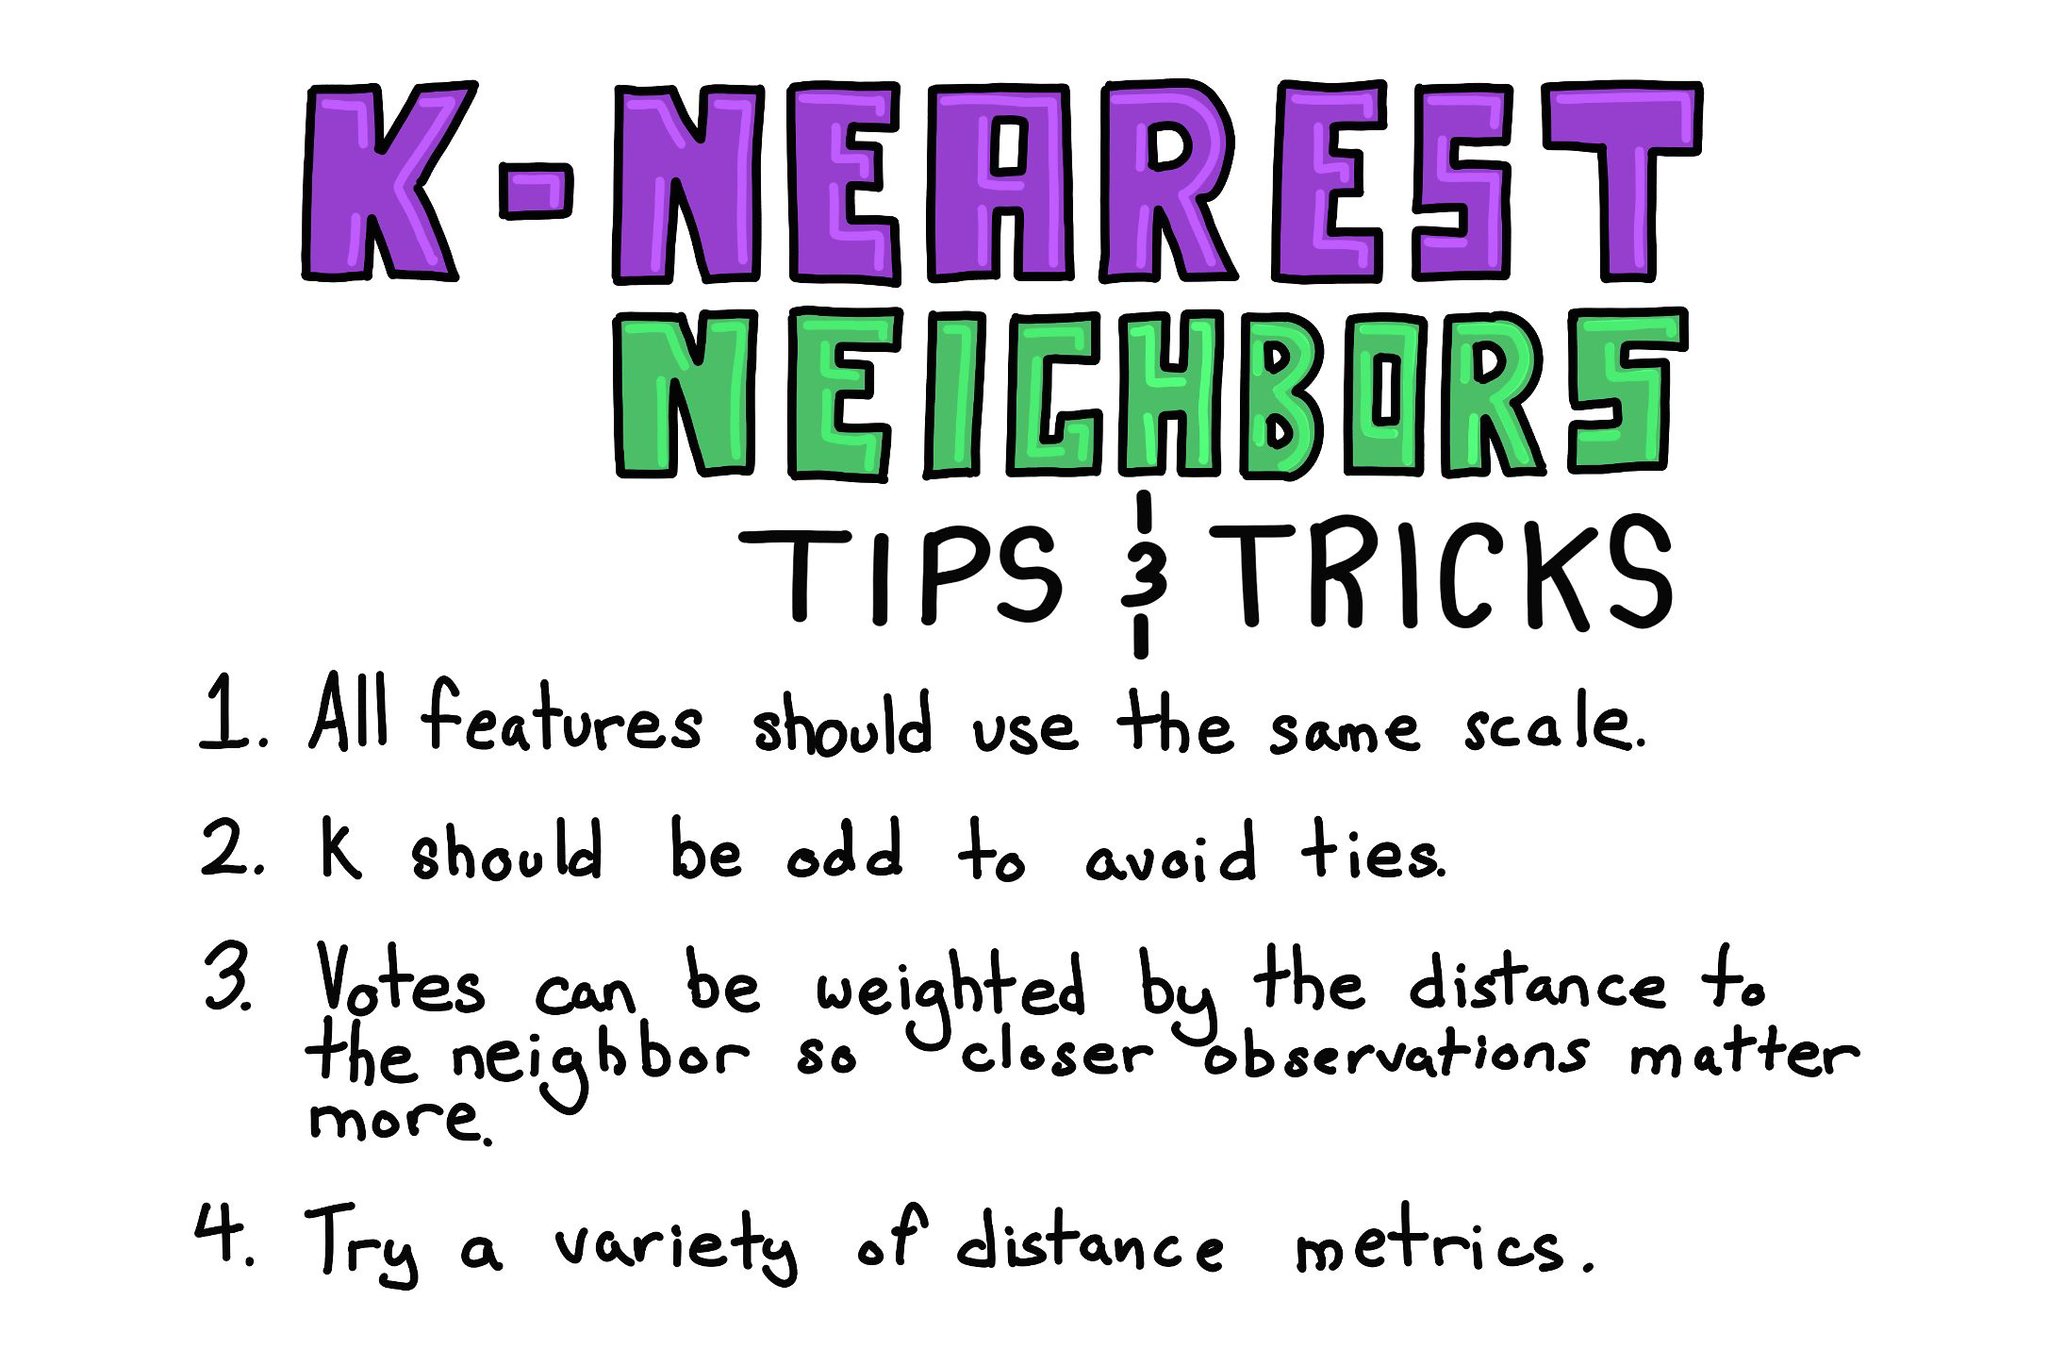 K-NEAREST
NEIGHBORS
TIPS & TRICKS
1. All features should use the same scale.
2. K should be odd to avoid ties.
3. Votes can be weighted by the distance to
the neighbor so closer observations matter
more.
4. Try a variety of distance metrics.